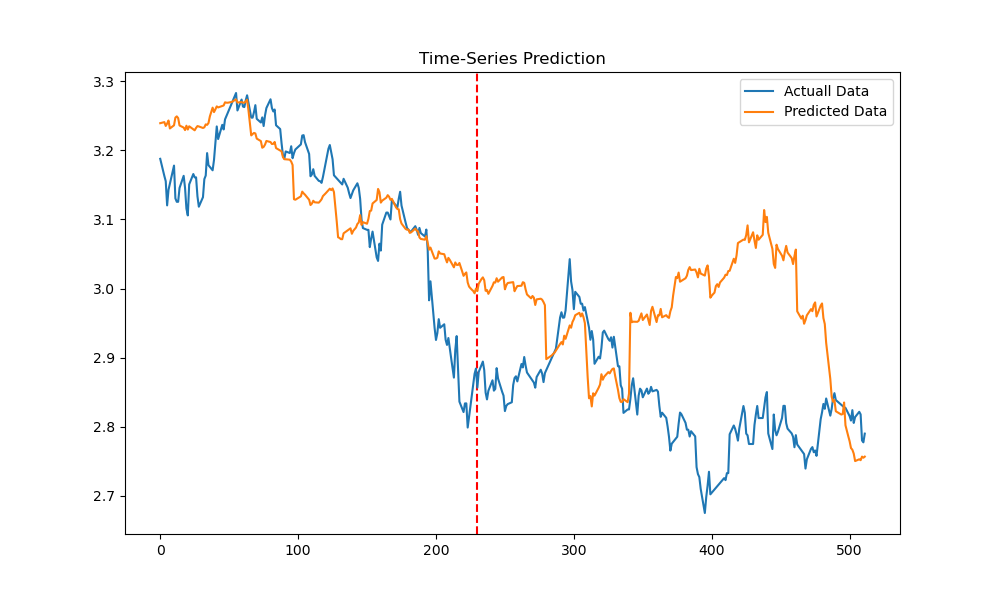 Time-Series Prediction
Actuall Data
Predicted Data
3.3
3.2
3.1
3.0
2.9
2.8
2.7
0 100 200 300 400 500